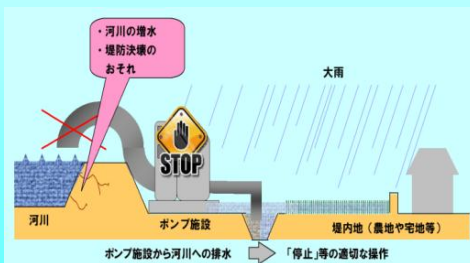 ・河川の増水
・堤防決壊の
おそれ
大雨
STOP
河川
ポンプ施設
堤内地（農地や宅地等）
ポンプ施設から河川への排水 「停止」等の適切な操作